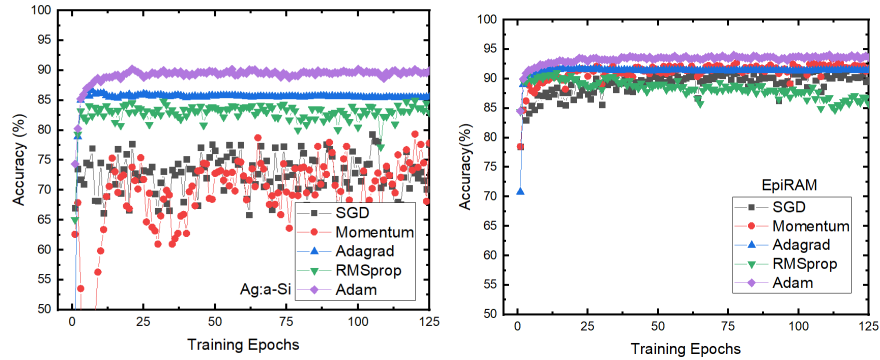 100
95
90
85
80
75
70
65
60
55
50
Accuracy (%)
0
25
50
75
100
125
Training Epochs
SGD
Momentum
Adagrad
RMSprop
Adam
Ag:a-Si
100
95
90
85
80
75
70
65
60
55
50
Accuracy(%)
0
25
50
75
100
125
Training Epochs
EpiRAM
SGD
Momentum
Adagrad
RMSprop
Adam